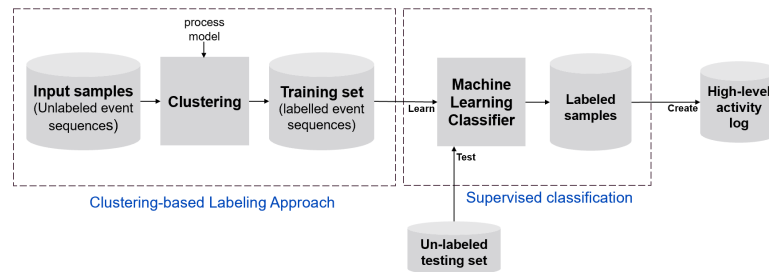 process
model
Input samples
(Unlabeled event
sequences)
Clustering
Training set
(labelled event
sequences)
Learn
Machine
Learning
Classifier
Test
Labeled
samples
Create
High-level
activity
log
Clustering-based Labeling Approach
Supervised classification
Un-labeled
testing set